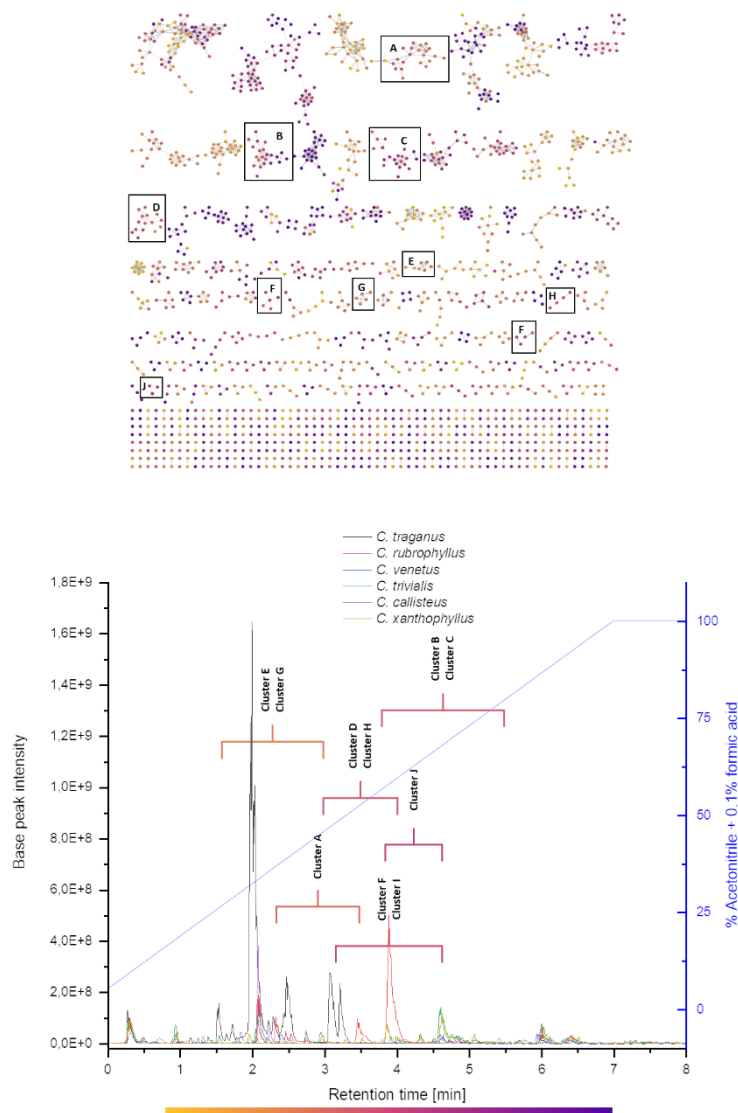 A
B
C
D
E
F
G
H
F
J
C. traganus
C. rubrophyllus
C. venetus
C. trivialis
C. callisteus
C. xanthophyllus
1,8E+9
1,6E+9
1,4E+9
1,2E+9
1,0E+9
8,0E+8
6,0E+8
4,0E+8
2,0E+8
0,0E+0
Base peak intensity
100
75
50
25
0
% Acetonitrile + 0.1% formic acid
Cluster E
Cluster G
Cluster B
Cluster C
Cluster D
Cluster H
Cluster J
Cluster A
Cluster F
Cluster I
0 1 2 3 4 5 6 7 8
Retention time [min]